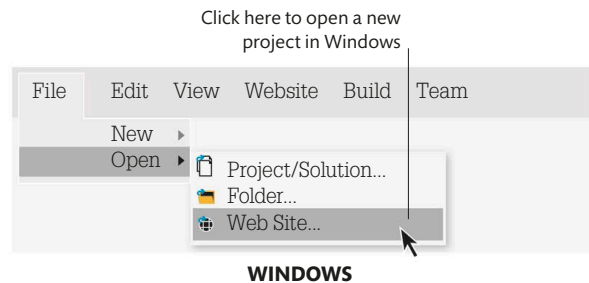 Click here to open a new
project in Windows
File Edit View Website Build Team
New
Open
Project/Solution...
Folder...
Web Site...
WINDOWS